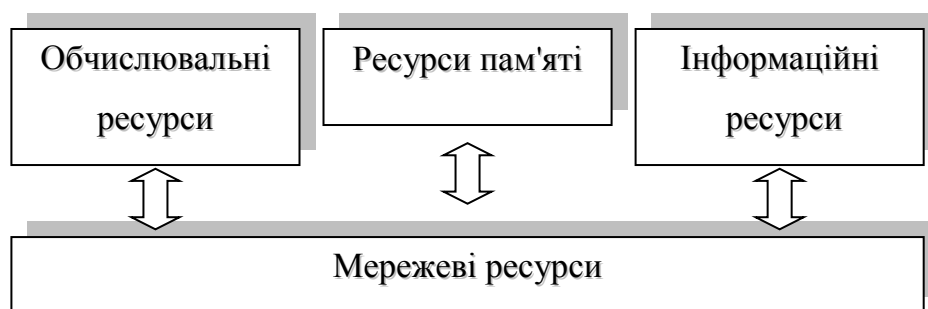 Обчислювальні
ресурси
Ресурси пам'яті
Інформаційні
ресурси
Мережеві ресурси